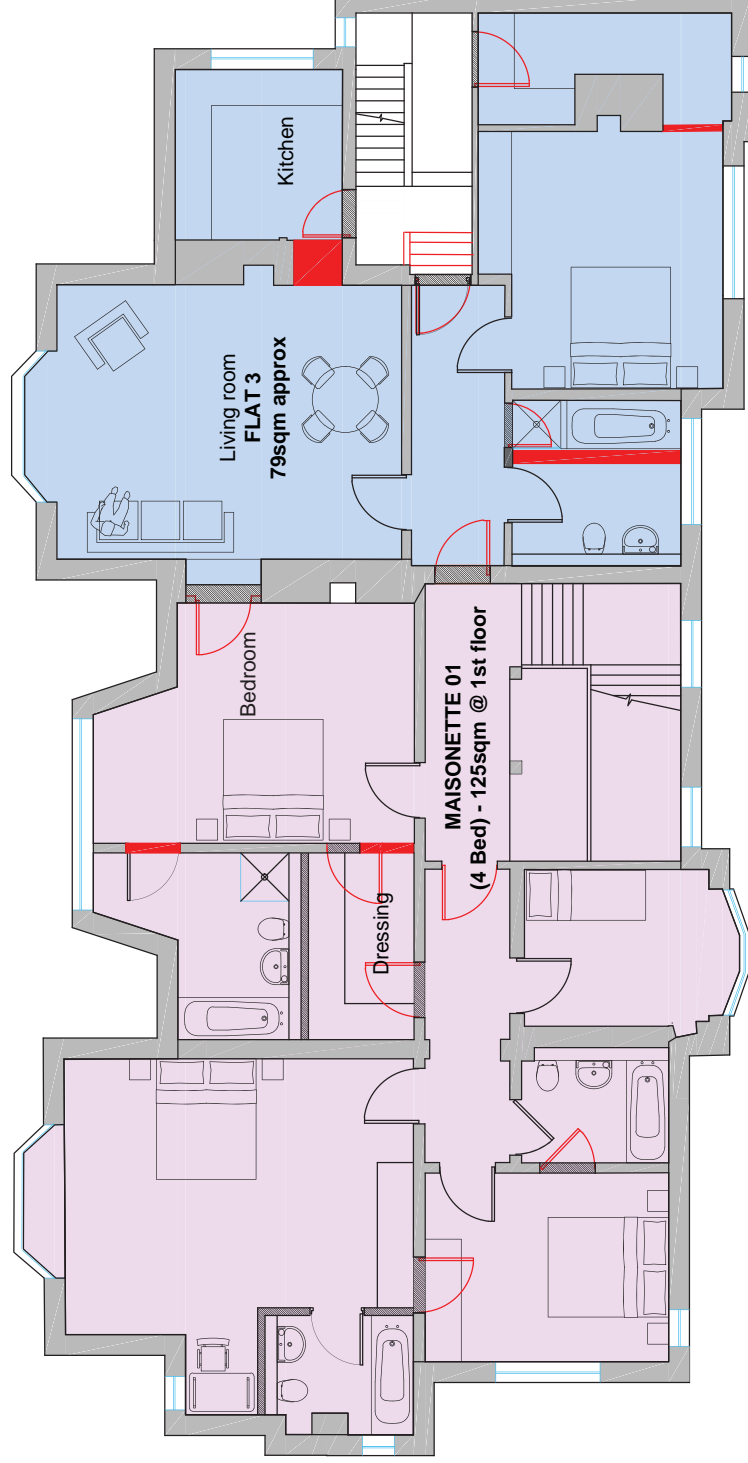 Kitchen
Living room
FLAT 3
79sqm approx
Bedroom
MAISONETTE 01
(4 Bed) - 125sqm @ 1st floor
Dressing